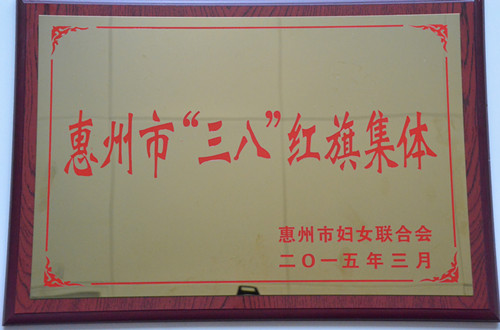 惠州市“三八”红旗集体
惠州市妇女联合会
二〇一五年三月